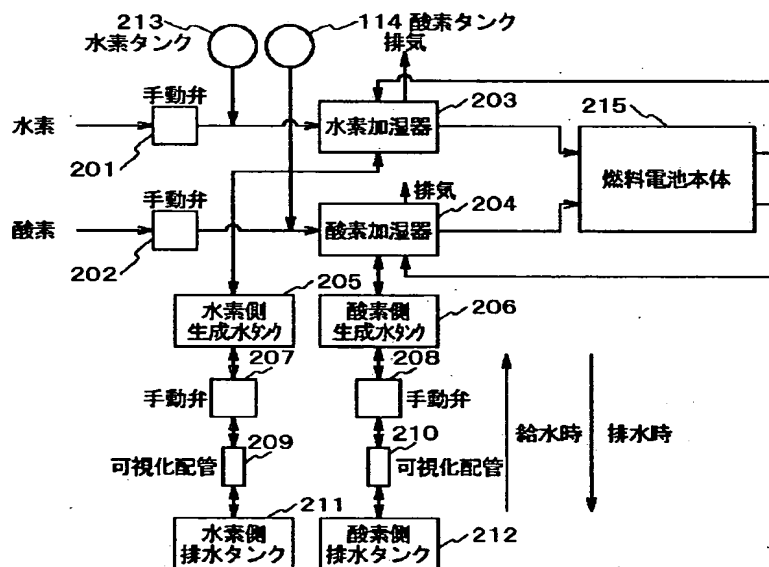 213
水素タンク
114 酸素タンク
排気
手動弁
203
水素
水素加湿器
215
201
燃料電池本体
手動弁
排気
204
酸素
酸素加湿器
202
205
206
水素側
生成水タンク
酸素側
生成水タンク
207
208
手動弁
手動弁
209
210
給水時
排水時
可視化配管
可視化配管
211
水素側
排水タンク
酸素側
排水タンク
212